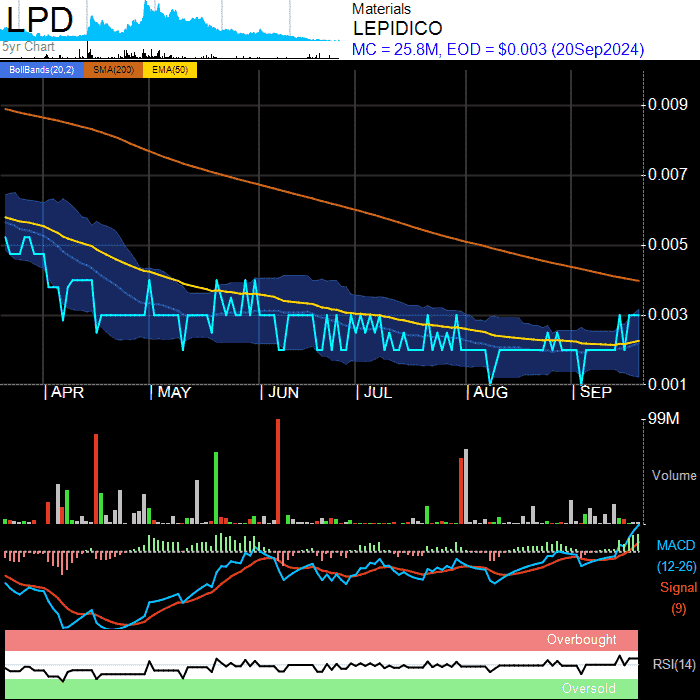 LPD
5yr Chart
Materials
LEPIDICO
MC = 25.8M, EOD = $0.003 (20Sep2024)
BollBands(20,2) SMA(200) EMA(50)
0.009
0.007
0.005
0.003
0.001
APR MAY JUN JUL AUG SEP
99M
Volume
MACD
(12-26)
Signal
(9)
Overbought
RSI(14)
Oversold